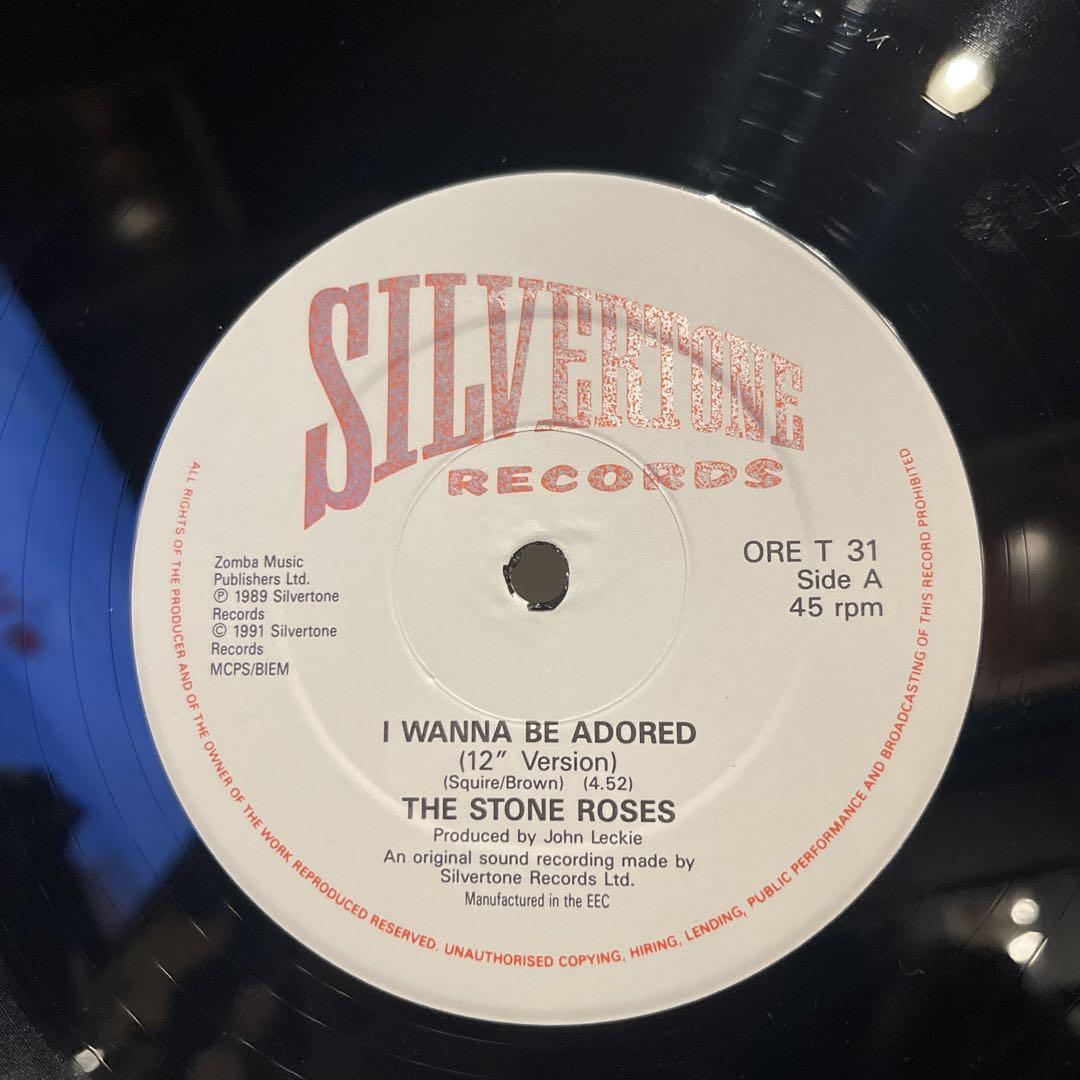 SILVERTONE
RECORDS
Zomba Music
Publishers Ltd.
℗ 1989 Silvertone
Records
© 1991 Silvertone
Records
MCPS/BIEM
ORE T 31
Side A
45 rpm
I WANNA BE ADORED
(12″ Version)
(Squire/Brown) (4.52)
THE STONE ROSES
Produced by John Leckie
An original sound recording made by
Silvertone Records Ltd.
Manufactured in the EEC
ALL RIGHTS OF THE PRODUCER AND OF THE OWNER OF THE WORK REPRODUCED RESERVED. UNAUTHORISED COPYING, HIRING, LENDING, PUBLIC PERFORMANCE AND BROADCASTING OF THIS RECORD PROHIBITED